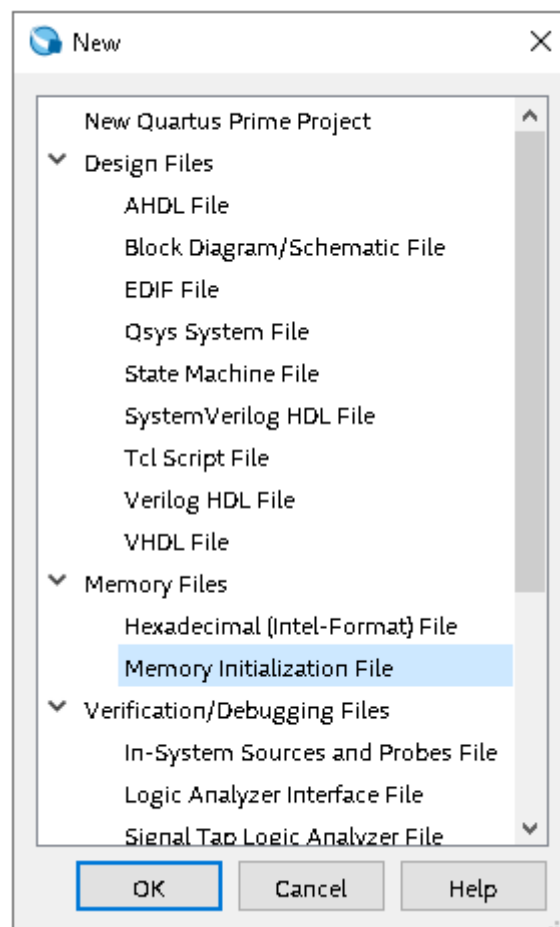 New
New Quartus Prime Project
Design Files
AHDL File
Block Diagram/Schematic File
EDIF File
Qsys System File
State Machine File
SystemVerilog HDL File
Tcl Script File
Verilog HDL File
VHDL File
Memory Files
Hexadecimal (Intel-Format) File
Memory Initialization File
Verification/Debugging Files
In-System Sources and Probes File
Logic Analyzer Interface File
Signal Tap Logic Analyzer File
OK Cancel Help